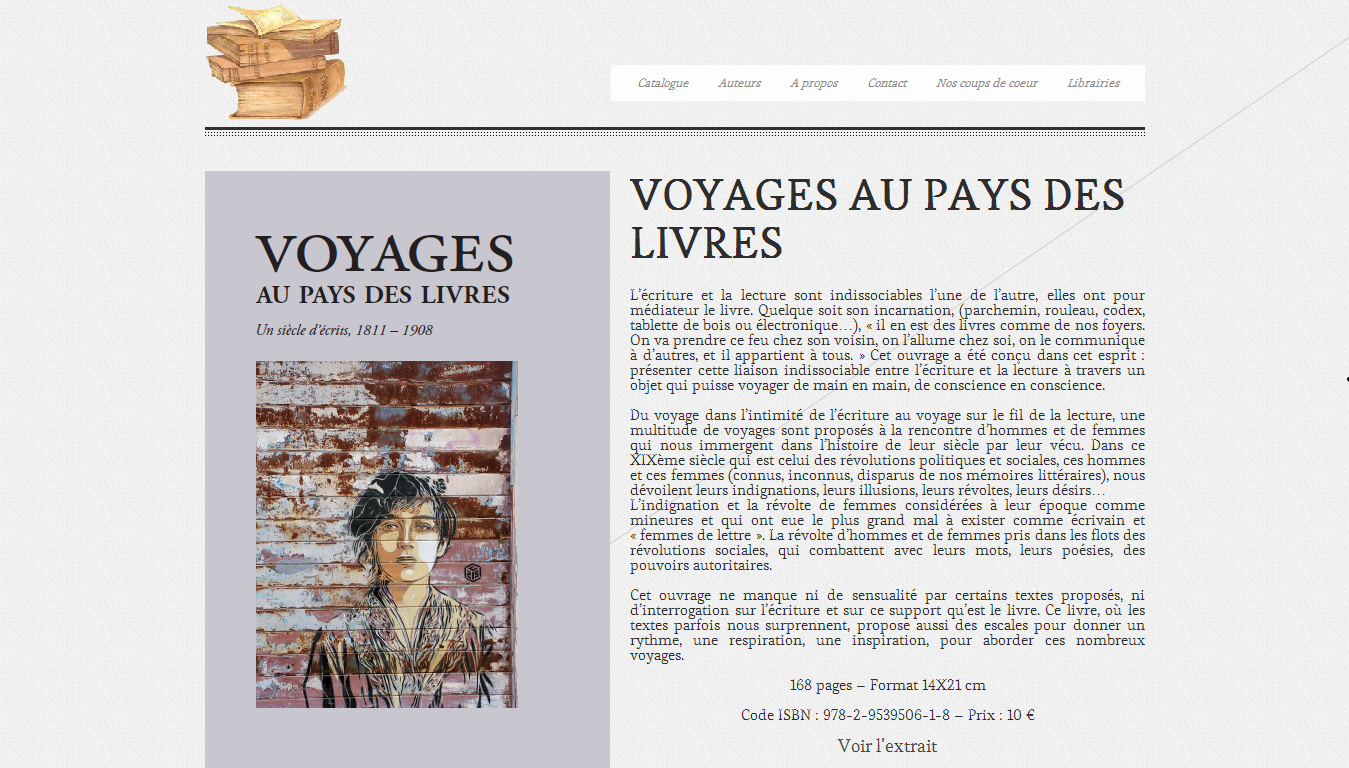 Catalogue Auteurs A propos Contact Nos coups de coeur Librairies
VOYAGES
AU PAYS DES LIVRES
Un siècle d'écrits, 1811 – 1908
VOYAGES AU PAYS DES
LIVRES
L'écriture et la lecture sont indissociables l'une de l'autre, elles ont pour
médiateur le livre. Quelque soit son incarnation, (parchemin, rouleau, codex,
tablette de bois ou électronique…), « il en est des livres comme de nos foyers.
On va prendre ce feu chez son voisin, on l'allume chez soi, on le communique
à d'autres, et il appartient à tous. » Cet ouvrage a été conçu dans cet esprit :
présenter cette liaison indissociable entre l'écriture et la lecture à travers un
objet qui puisse voyager de main en main, de conscience en conscience.
Du voyage dans l'intimité de l'écriture au voyage sur le fil de la lecture, une
multitude de voyages sont proposés à la rencontre d'hommes et de femmes
qui nous immergent dans l'histoire de leur siècle par leur vécu. Dans ce
XIXème siècle qui est celui des révolutions politiques et sociales, ces hommes
et ces femmes (connus, inconnus, disparus de nos mémoires littéraires), nous
dévoilent leurs indignations, leurs illusions, leurs révoltes, leurs désirs…
L'indignation et la révolte de femmes considérées à leur époque comme
mineures et qui ont eue le plus grand mal à exister comme écrivain et
« femmes de lettre ». La révolte d'hommes et de femmes pris dans les flots des
révolutions sociales, qui combattent avec leurs mots, leurs poésies, des
pouvoirs autoritaires.
Cet ouvrage ne manque ni de sensualité par certains textes proposés, ni
d'interrogation sur l'écriture et sur ce support qu'est le livre. Ce livre, où les
textes parfois nous surprennent, propose aussi des escales pour donner un
rythme, une respiration, une inspiration, pour aborder ces nombreux
voyages.
168 pages – Format 14X21 cm
Code ISBN : 978-2-9539506-1-8 – Prix : 10 €
Voir l'extrait